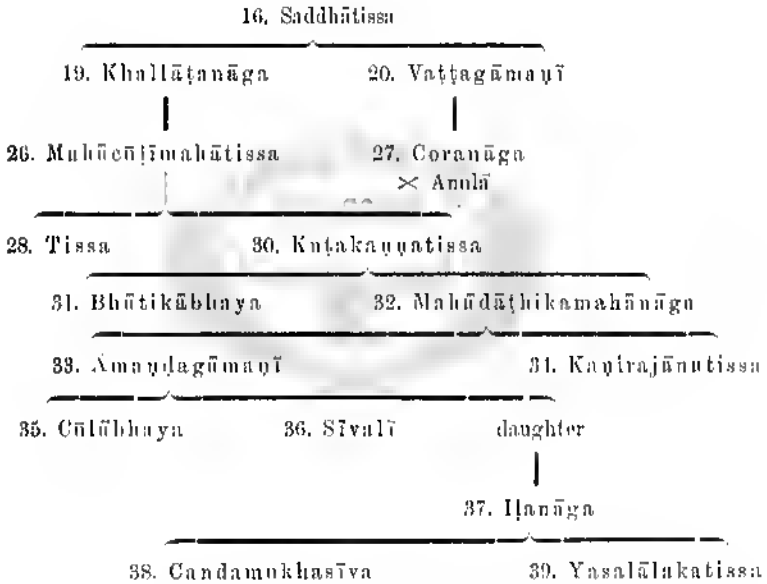 16. Saddhātissa
19. Khallāṭanāga 20. Vaṭṭagāmaṇī
26. Mahācūḷīmahātissa 27. Coranāga
× Anulā
28. Tissa 30. Kuṭakaṇṇatissa
31. Bhātikābhaya 32. Mahādāṭhikamahānāga
33. Āmaṇḍagāmaṇī 34. Kaṇirajānutissa
35. Cūlābhaya 36. Sīvalī daughter
37. Iḷanāga
38. Candamukhasīva 39. Yasalālakatissa